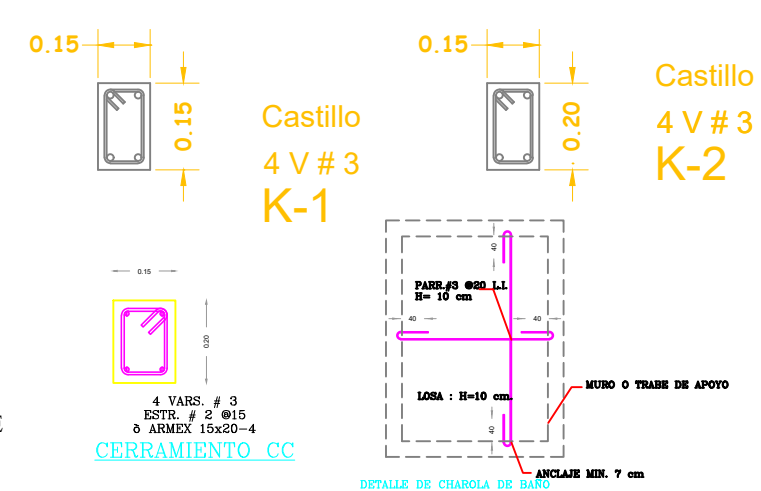 0.15
0.15
Castillo
4 V # 3
K-1
0.15
0.20
Castillo
4 V # 3
K-2
0.15
0.20
4 VARS. # 3
ESTR. # 2 @15
ð ARMEX 15x20-4
CERRAMIENTO CC
40
PARR.#3 @20 L.I.
H= 10 cm
40
40
LOSA : H=10 cm.
40
MURO O TRABE DE APOYO
ANCLAJE MIN. 7 cm
DETALLE DE CHAROLA DE BAÑO
E